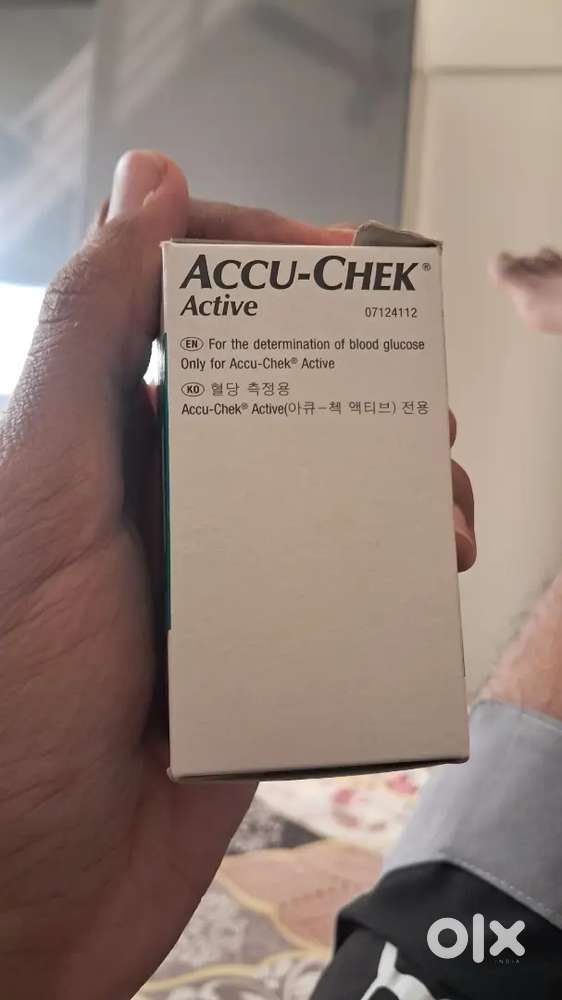 ACCU-CHEK®
Active
07124112
EN For the determination of blood glucose
Only for Accu-Chek® Active
KO 혈당 측정용
Accu-Chek® Active(아큐-첵 액티브) 전용
olx
INDIA